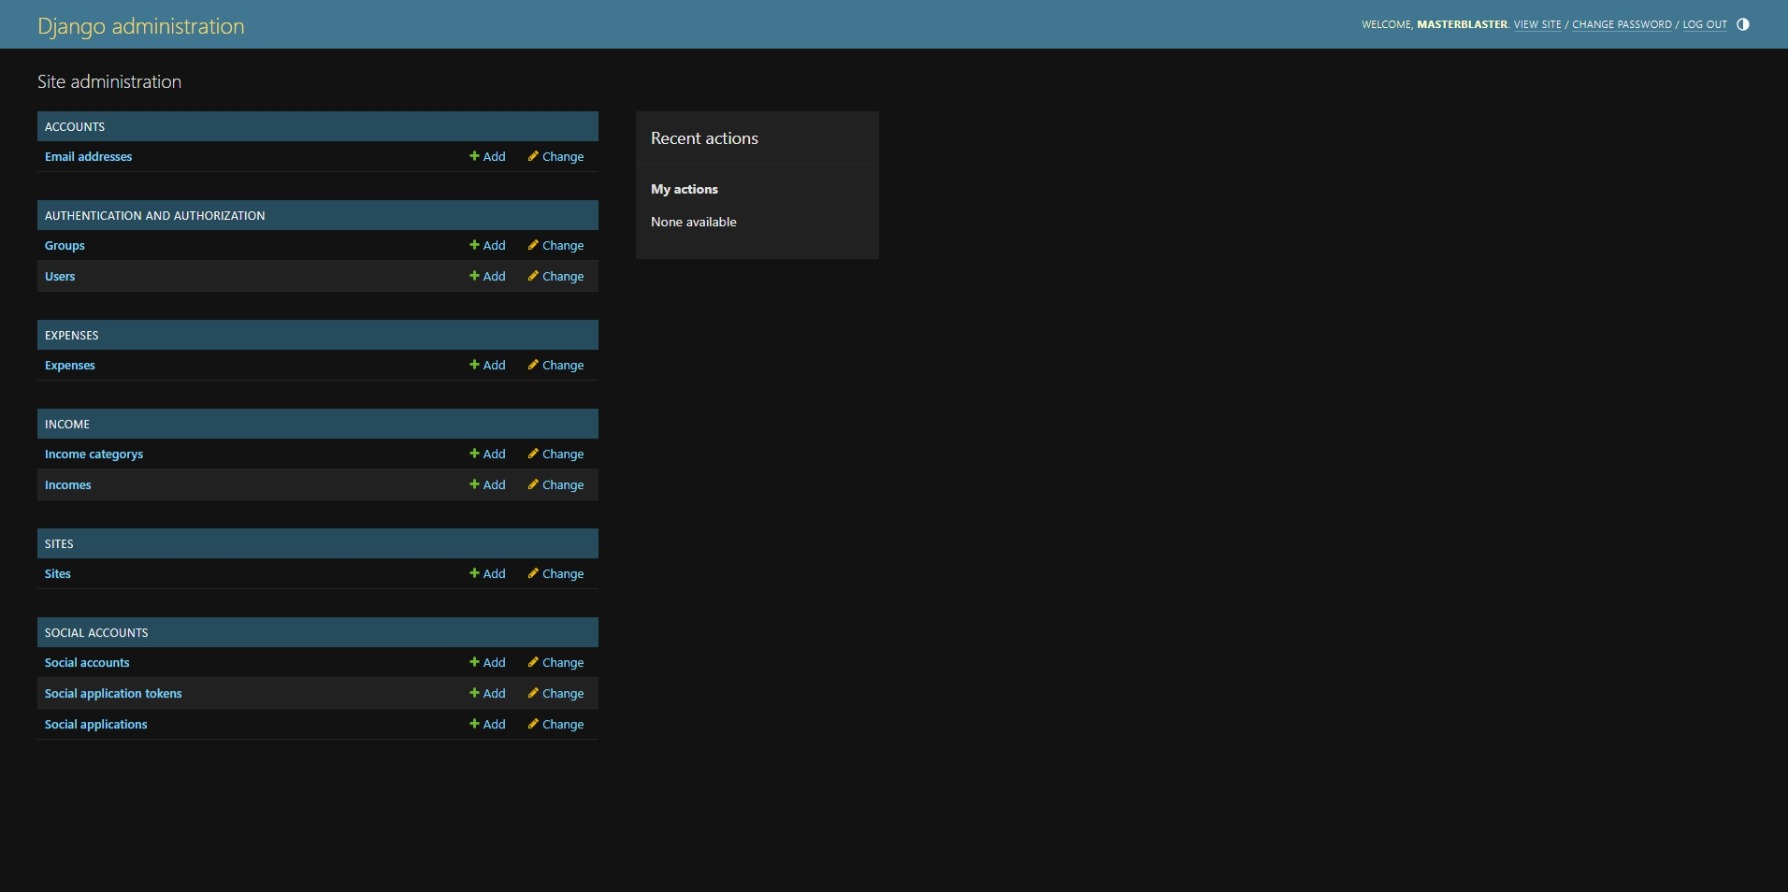 Django administration
WELCOME, MASTERBLASTER. VIEW SITE / CHANGE PASSWORD / LOG OUT
Site administration
ACCOUNTS
Email addresses Add Change
AUTHENTICATION AND AUTHORIZATION
Groups Add Change
Users Add Change
EXPENSES
Expenses Add Change
INCOME
Income categorys Add Change
Incomes Add Change
SITES
Sites Add Change
SOCIAL ACCOUNTS
Social accounts Add Change
Social application tokens Add Change
Social applications Add Change
Recent actions
My actions
None available